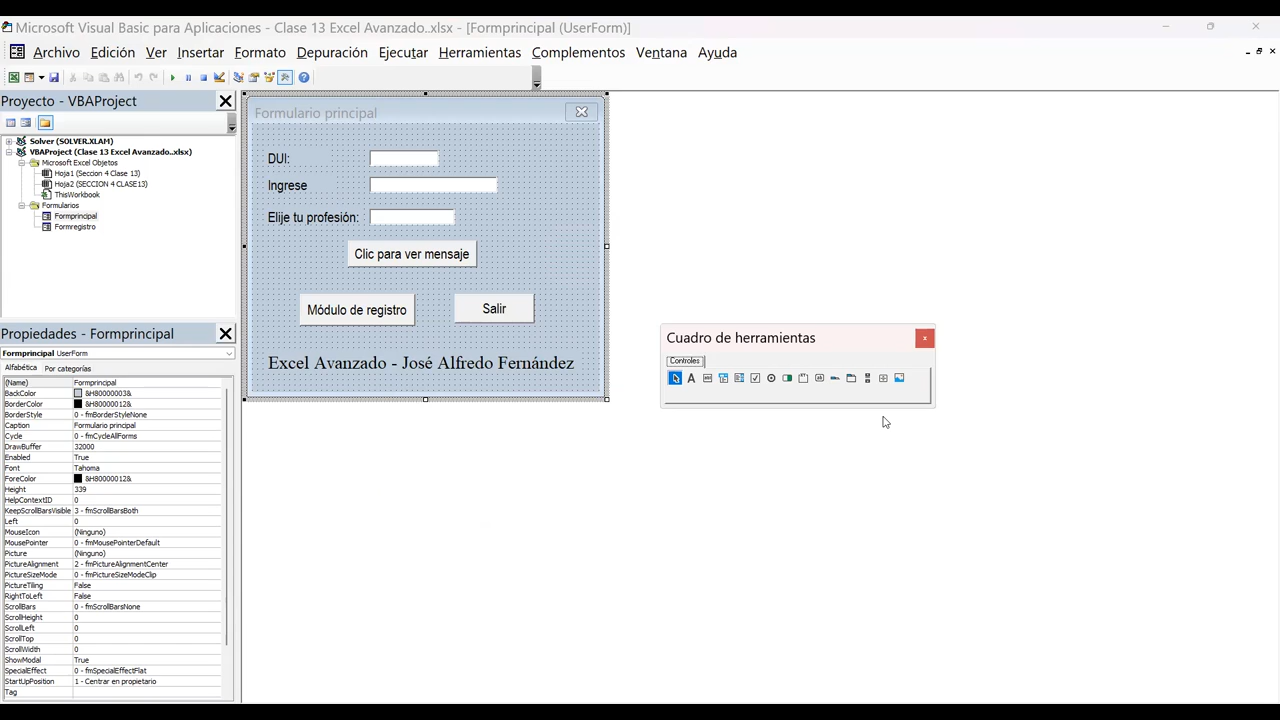 Microsoft Visual Basic para Aplicaciones - Clase 13 Excel Avanzado..xlsx - [Formprincipal (UserForm)]
Archivo Edición Ver Insertar Formato Depuración Ejecutar Herramientas Complementos Ventana Ayuda
Proyecto - VBAProject
Solver (SOLVER.XLAM)
VBAProject (Clase 13 Excel Avanzado..xlsx)
Microsoft Excel Objetos
Hoja1 (Seccion 4 Clase 13)
Hoja2 (SECCION 4 CLASE13)
ThisWorkbook
Formularios
Formprincipal
Formregistro
Propiedades - Formprincipal
Formprincipal UserForm
Alfabética Por categorías
(Name) Formprincipal
BackColor &H80000003&
BorderColor &H80000012&
BorderStyle 0 - fmBorderStyleNone
Caption Formulario principal
Cycle 0 - fmCycleAllForms
DrawBuffer 32000
Enabled True
Font Tahoma
ForeColor &H80000012&
Height 339
HelpContextID 0
KeepScrollBarsVisible 3 - fmScrollBarsBoth
Left 0
MouseIcon (Ninguno)
MousePointer 0 - fmMousePointerDefault
Picture (Ninguno)
PictureAlignment 2 - fmPictureAlignmentCenter
PictureSizeMode 0 - fmPictureSizeModeClip
PictureTiling False
RightToLeft False
ScrollBars 0 - fmScrollBarsNone
ScrollHeight 0
ScrollLeft 0
ScrollTop 0
ScrollWidth 0
ShowModal True
SpecialEffect 0 - fmSpecialEffectFlat
StartUpPosition 1 - Centrar en propietario
Tag
Formulario principal
DUI:
Ingrese
Elije tu profesión:
Clic para ver mensaje
Módulo de registro Salir
Excel Avanzado - José Alfredo Fernández
Cuadro de herramientas
Controles